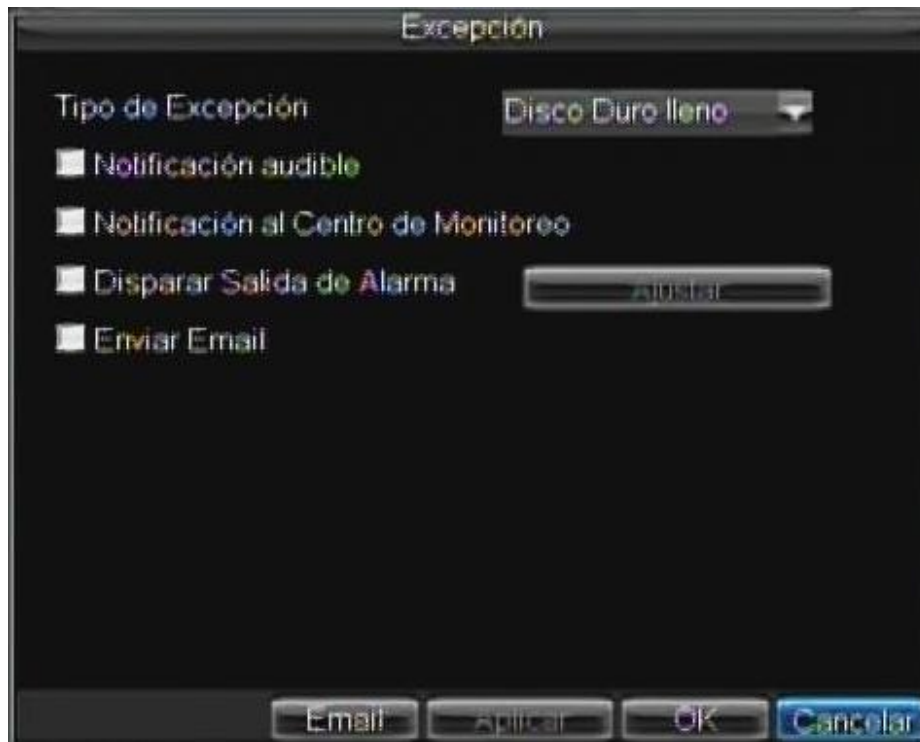 Excepción
Tipo de Excepción Disco Duro lleno
Notificación audible
Notificación al Centro de Monitoreo
Disparar Salida de Alarma Ajustar
Enviar Email
Email Aplicar OK Cancelar